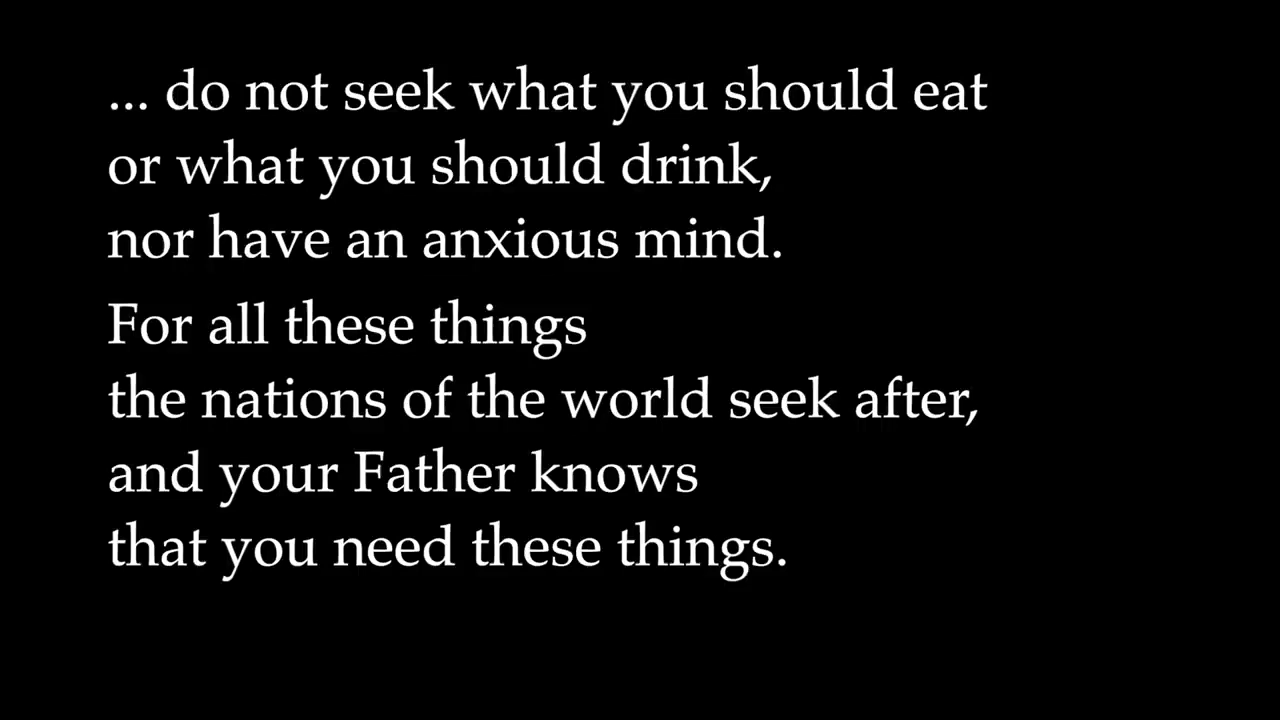 ... do not seek what you should eat
or what you should drink,
nor have an anxious mind.
For all these things
the nations of the world seek after,
and your Father knows
that you need these things.